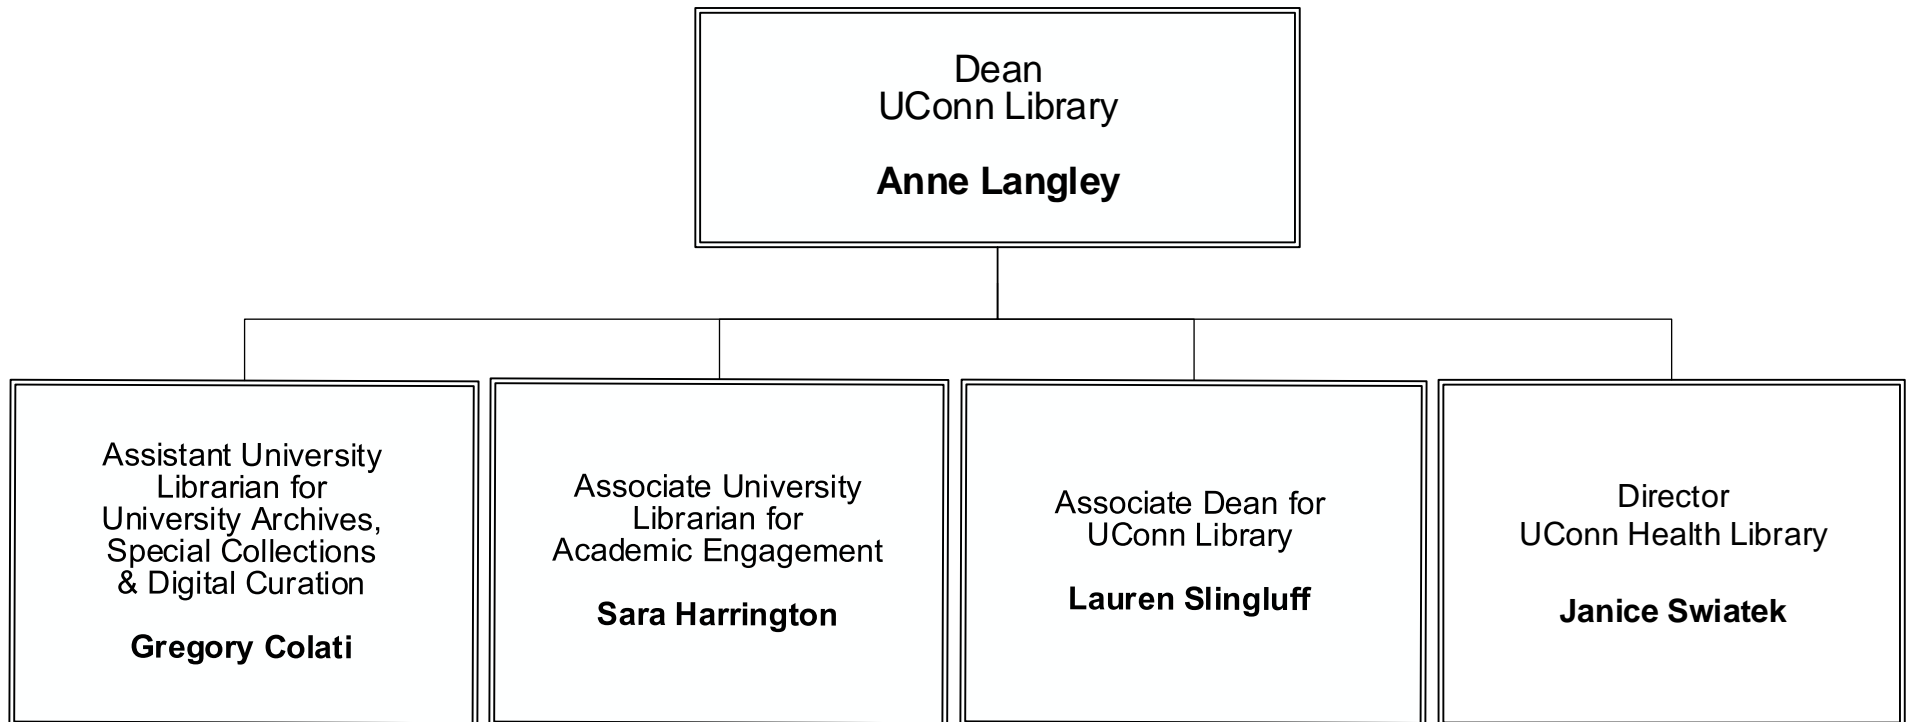 Dean
UConn Library
Anne Langley
Assistant University
Librarian for
University Archives,
Special Collections
& Digital Curation
Gregory Colati
Associate University
Librarian for
Academic Engagement
Sara Harrington
Associate Dean for
UConn Library
Lauren Slingluff
Director
UConn Health Library
Janice Swiatek